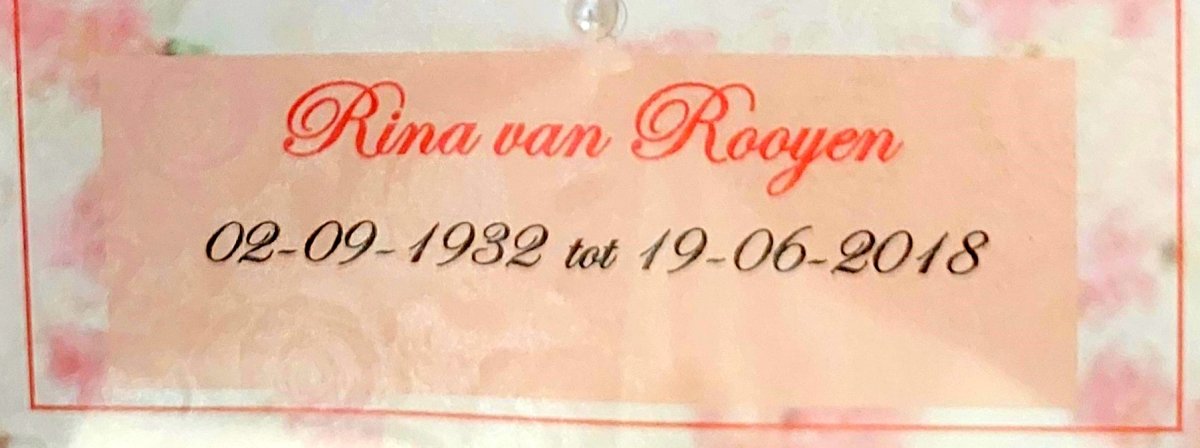 Rina van Rooyen
02-09-1932 tot 19-06-2018